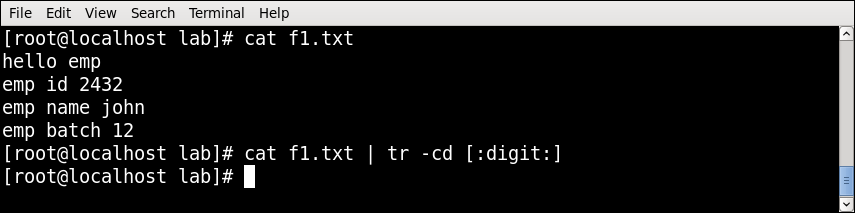 File Edit View Search Terminal Help
[root@localhost lab]# cat f1.txt
hello emp
emp id 2432
emp name john
emp batch 12
[root@localhost lab]# cat f1.txt | tr -cd [:digit:]
[root@localhost lab]#